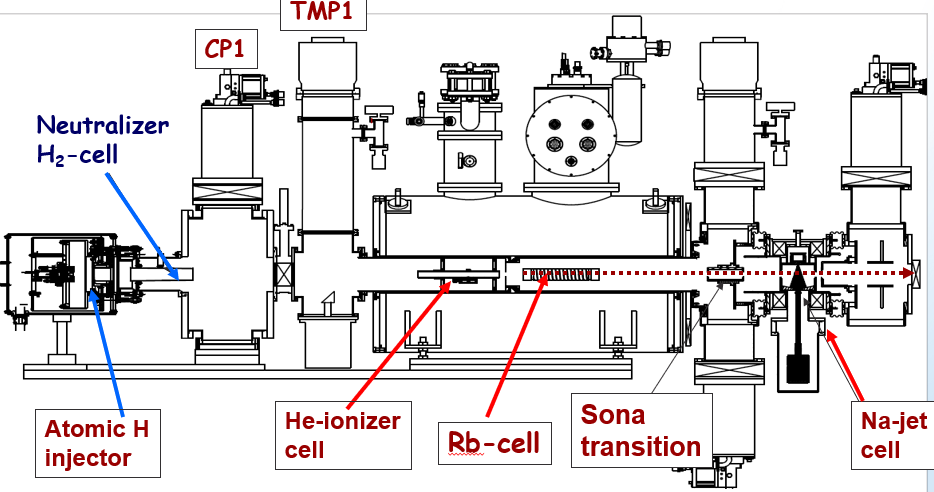 TMP1
CP1
Neutralizer
H₂-cell
Atomic H
injector
He-ionizer
cell
Rb-cell
Sona
transition
Na-jet
cell